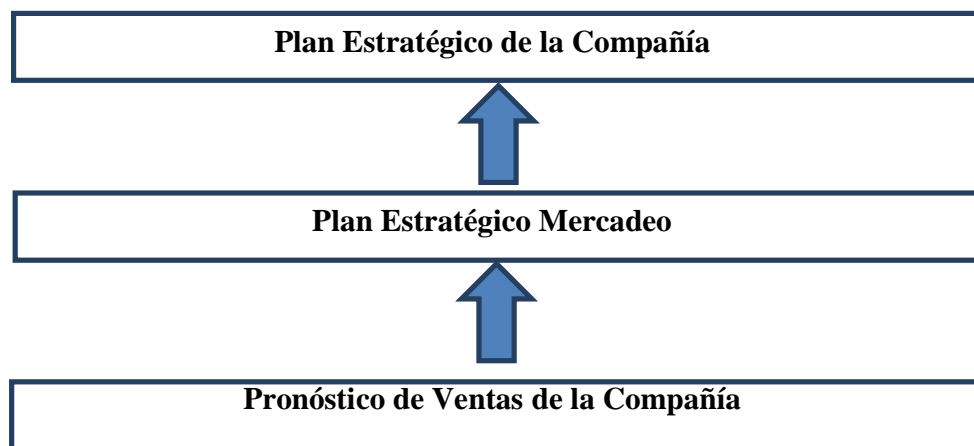 Plan Estratégico de la Compañía
Plan Estratégico Mercadeo
Pronóstico de Ventas de la Compañía